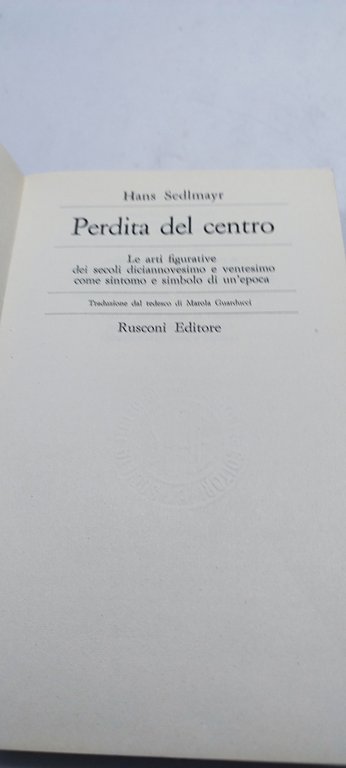 Hans Sedlmayr
Perdita del centro
Le arti figurative
dei secoli diciannovesimo e ventesimo
come sintomo e simbolo di un'epoca
Traduzione dal tedesco di Marola Guarducci
Rusconi Editore